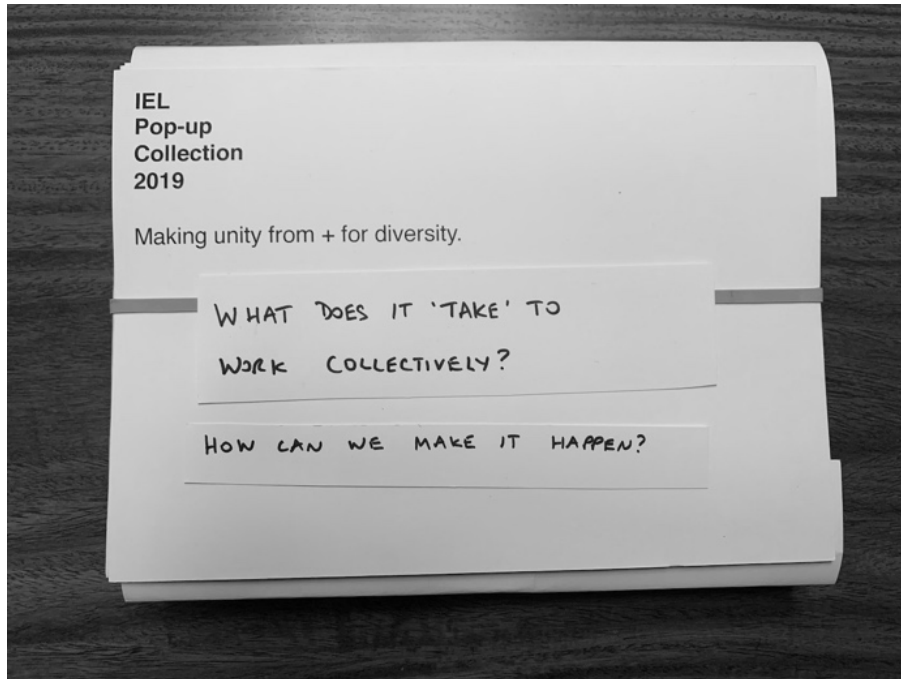 IEL
Pop-up
Collection
2019
Making unity from + for diversity.
WHAT DOES IT 'TAKE' TO
WORK COLLECTIVELY?
HOW CAN WE MAKE IT HAPPEN?